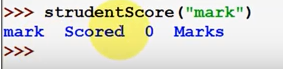 >>> strudentScore("mark")
mark  Scored  0  Marks
>>>